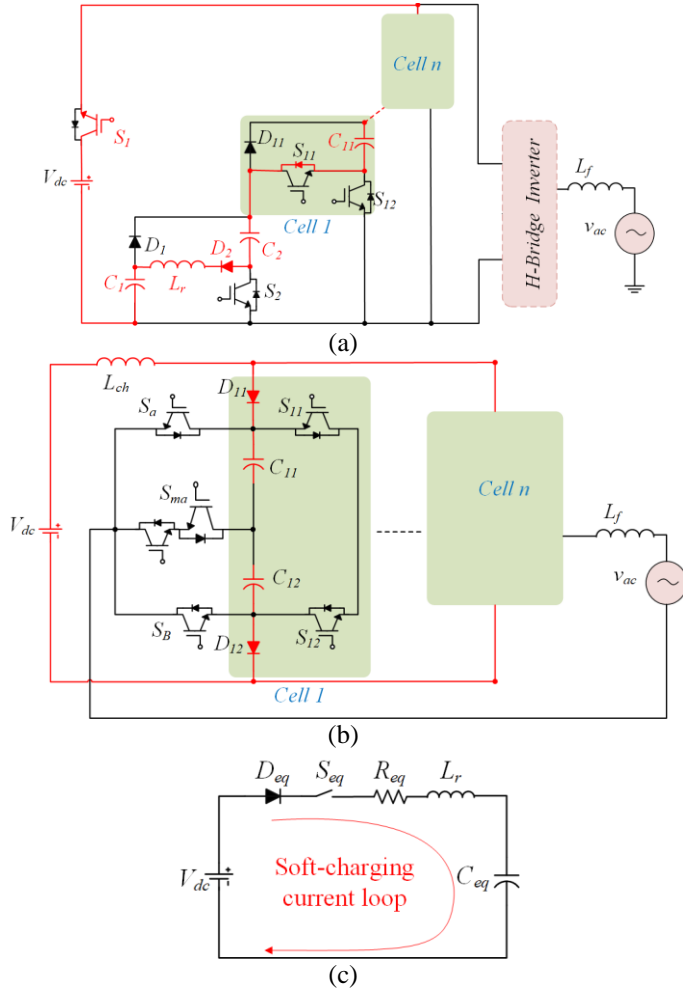 Cell n
S1
Vdc
D11
C11
S11
S12
Cell 1
D1
C2
D2
C1
Lr
S2
H-Bridge Inverter
Lf
vac
(a)
Lch
D11
Sa
S11
C11
Sma
Vdc
Cell n
Lf
C12
vac
SB
D12
S12
Cell 1
(b)
Deq
Seq
Req
Lr
Vdc
Soft-charging
current loop
Ceq
(c)